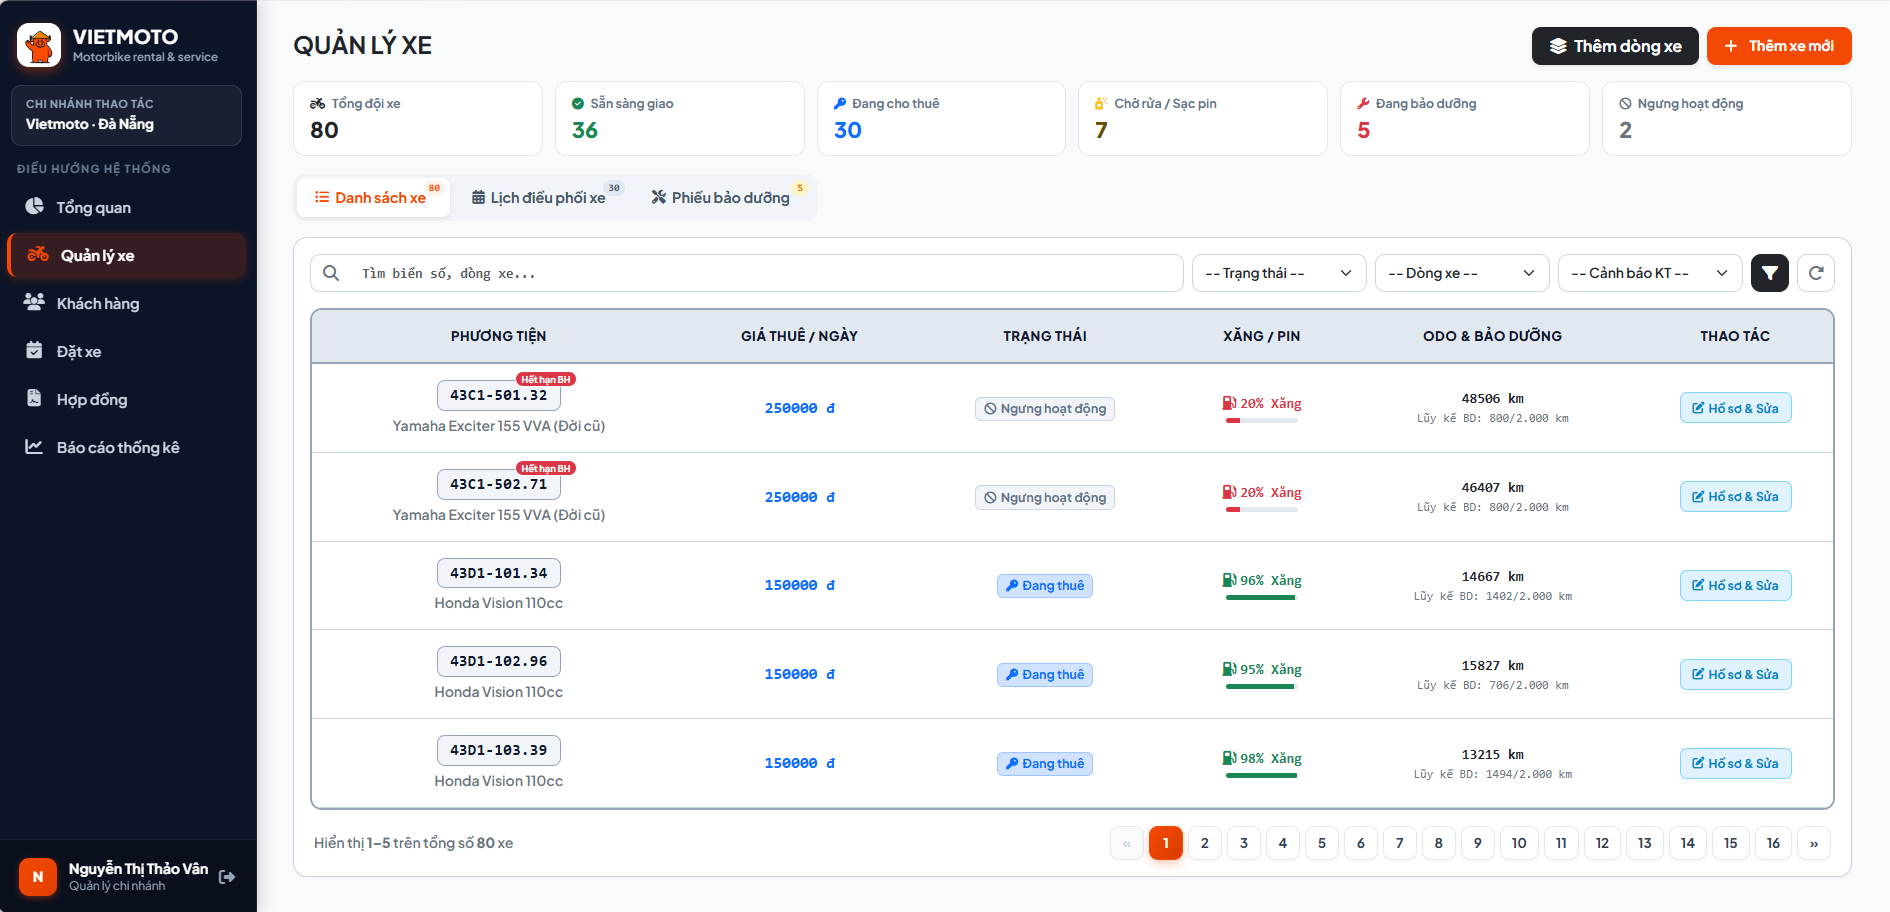 VIETMOTO
Motorbike rental & service
CHI NHÁNH THAO TÁC
Vietmoto · Đà Nẵng
ĐIỀU HƯỚNG HỆ THỐNG
Tổng quan
Quản lý xe
Khách hàng
Đặt xe
Hợp đồng
Báo cáo thống kê
N
Nguyễn Thị Thảo Vân
Quản lý chi nhánh
QUẢN LÝ XE
Thêm dòng xe
+ Thêm xe mới
Tổng đội xe
80
Sẵn sàng giao
36
Đang cho thuê
30
Chờ rửa / Sạc pin
7
Đang bảo dưỡng
5
Ngưng hoạt động
2
Danh sách xe 80
Lịch điều phối xe 30
Phiếu bảo dưỡng 5
Tìm biển số, dòng xe...
-- Trạng thái --
-- Dòng xe --
-- Cảnh báo KT --
PHƯƠNG TIỆN GIÁ THUÊ / NGÀY TRẠNG THÁI XĂNG / PIN ODO & BẢO DƯỠNG THAO TÁC
Hết hạn BH
43C1-501.32
Yamaha Exciter 155 VVA (Đời cũ)
250000 đ
Ngưng hoạt động
20% Xăng
48506 km
Lũy kế BD: 800/2.000 km
Hồ sơ & Sửa
Hết hạn BH
43C1-502.71
Yamaha Exciter 155 VVA (Đời cũ)
250000 đ
Ngưng hoạt động
20% Xăng
46407 km
Lũy kế BD: 800/2.000 km
Hồ sơ & Sửa
43D1-101.34
Honda Vision 110cc
150000 đ
Đang thuê
96% Xăng
14667 km
Lũy kế BD: 1402/2.000 km
Hồ sơ & Sửa
43D1-102.96
Honda Vision 110cc
150000 đ
Đang thuê
95% Xăng
15827 km
Lũy kế BD: 706/2.000 km
Hồ sơ & Sửa
43D1-103.39
Honda Vision 110cc
150000 đ
Đang thuê
98% Xăng
13215 km
Lũy kế BD: 1494/2.000 km
Hồ sơ & Sửa
Hiển thị 1–5 trên tổng số 80 xe
« 1 2 3 4 5 6 7 8 9 10 11 12 13 14 15 16 »